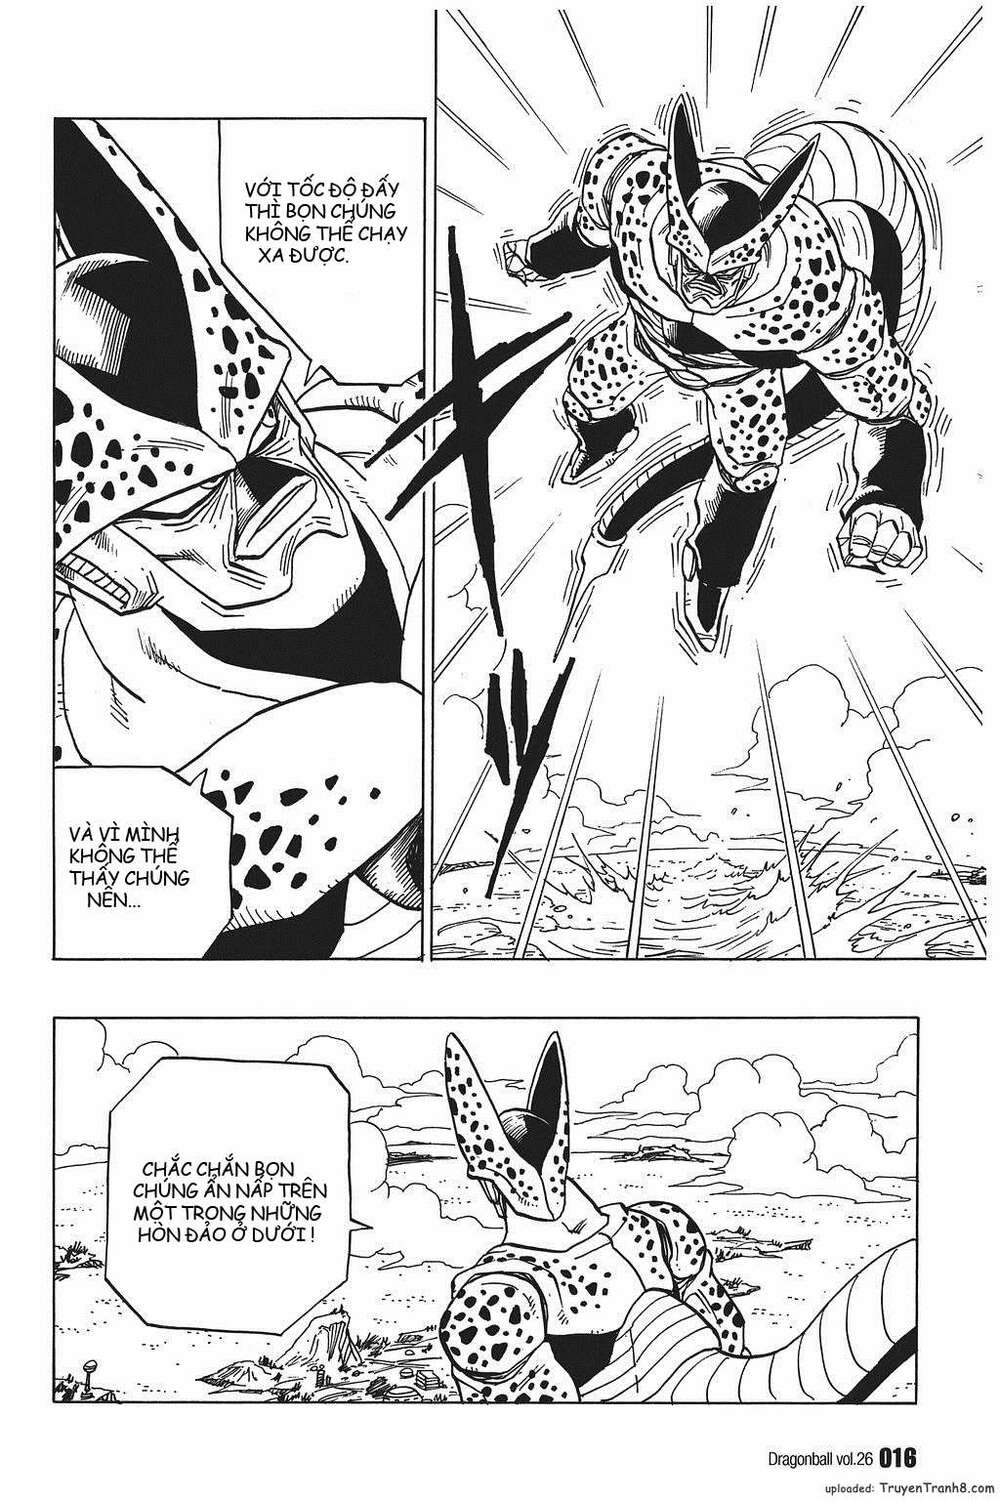 VỚI TỐC ĐỘ ĐẤY
THÌ BỌN CHÚNG
KHÔNG THỂ CHẠY
XA ĐƯỢC.
VÀ VÌ MÌNH
KHÔNG THỂ
THẤY CHÚNG
NÊN...
CHẮC CHẮN BỌN
CHÚNG ẨN NẤP TRÊN
MỘT TRONG NHỮNG
HÒN ĐẢO Ở DƯỚI!
Dragonball vol.26 016
uploaded: TruyenTranh8.com